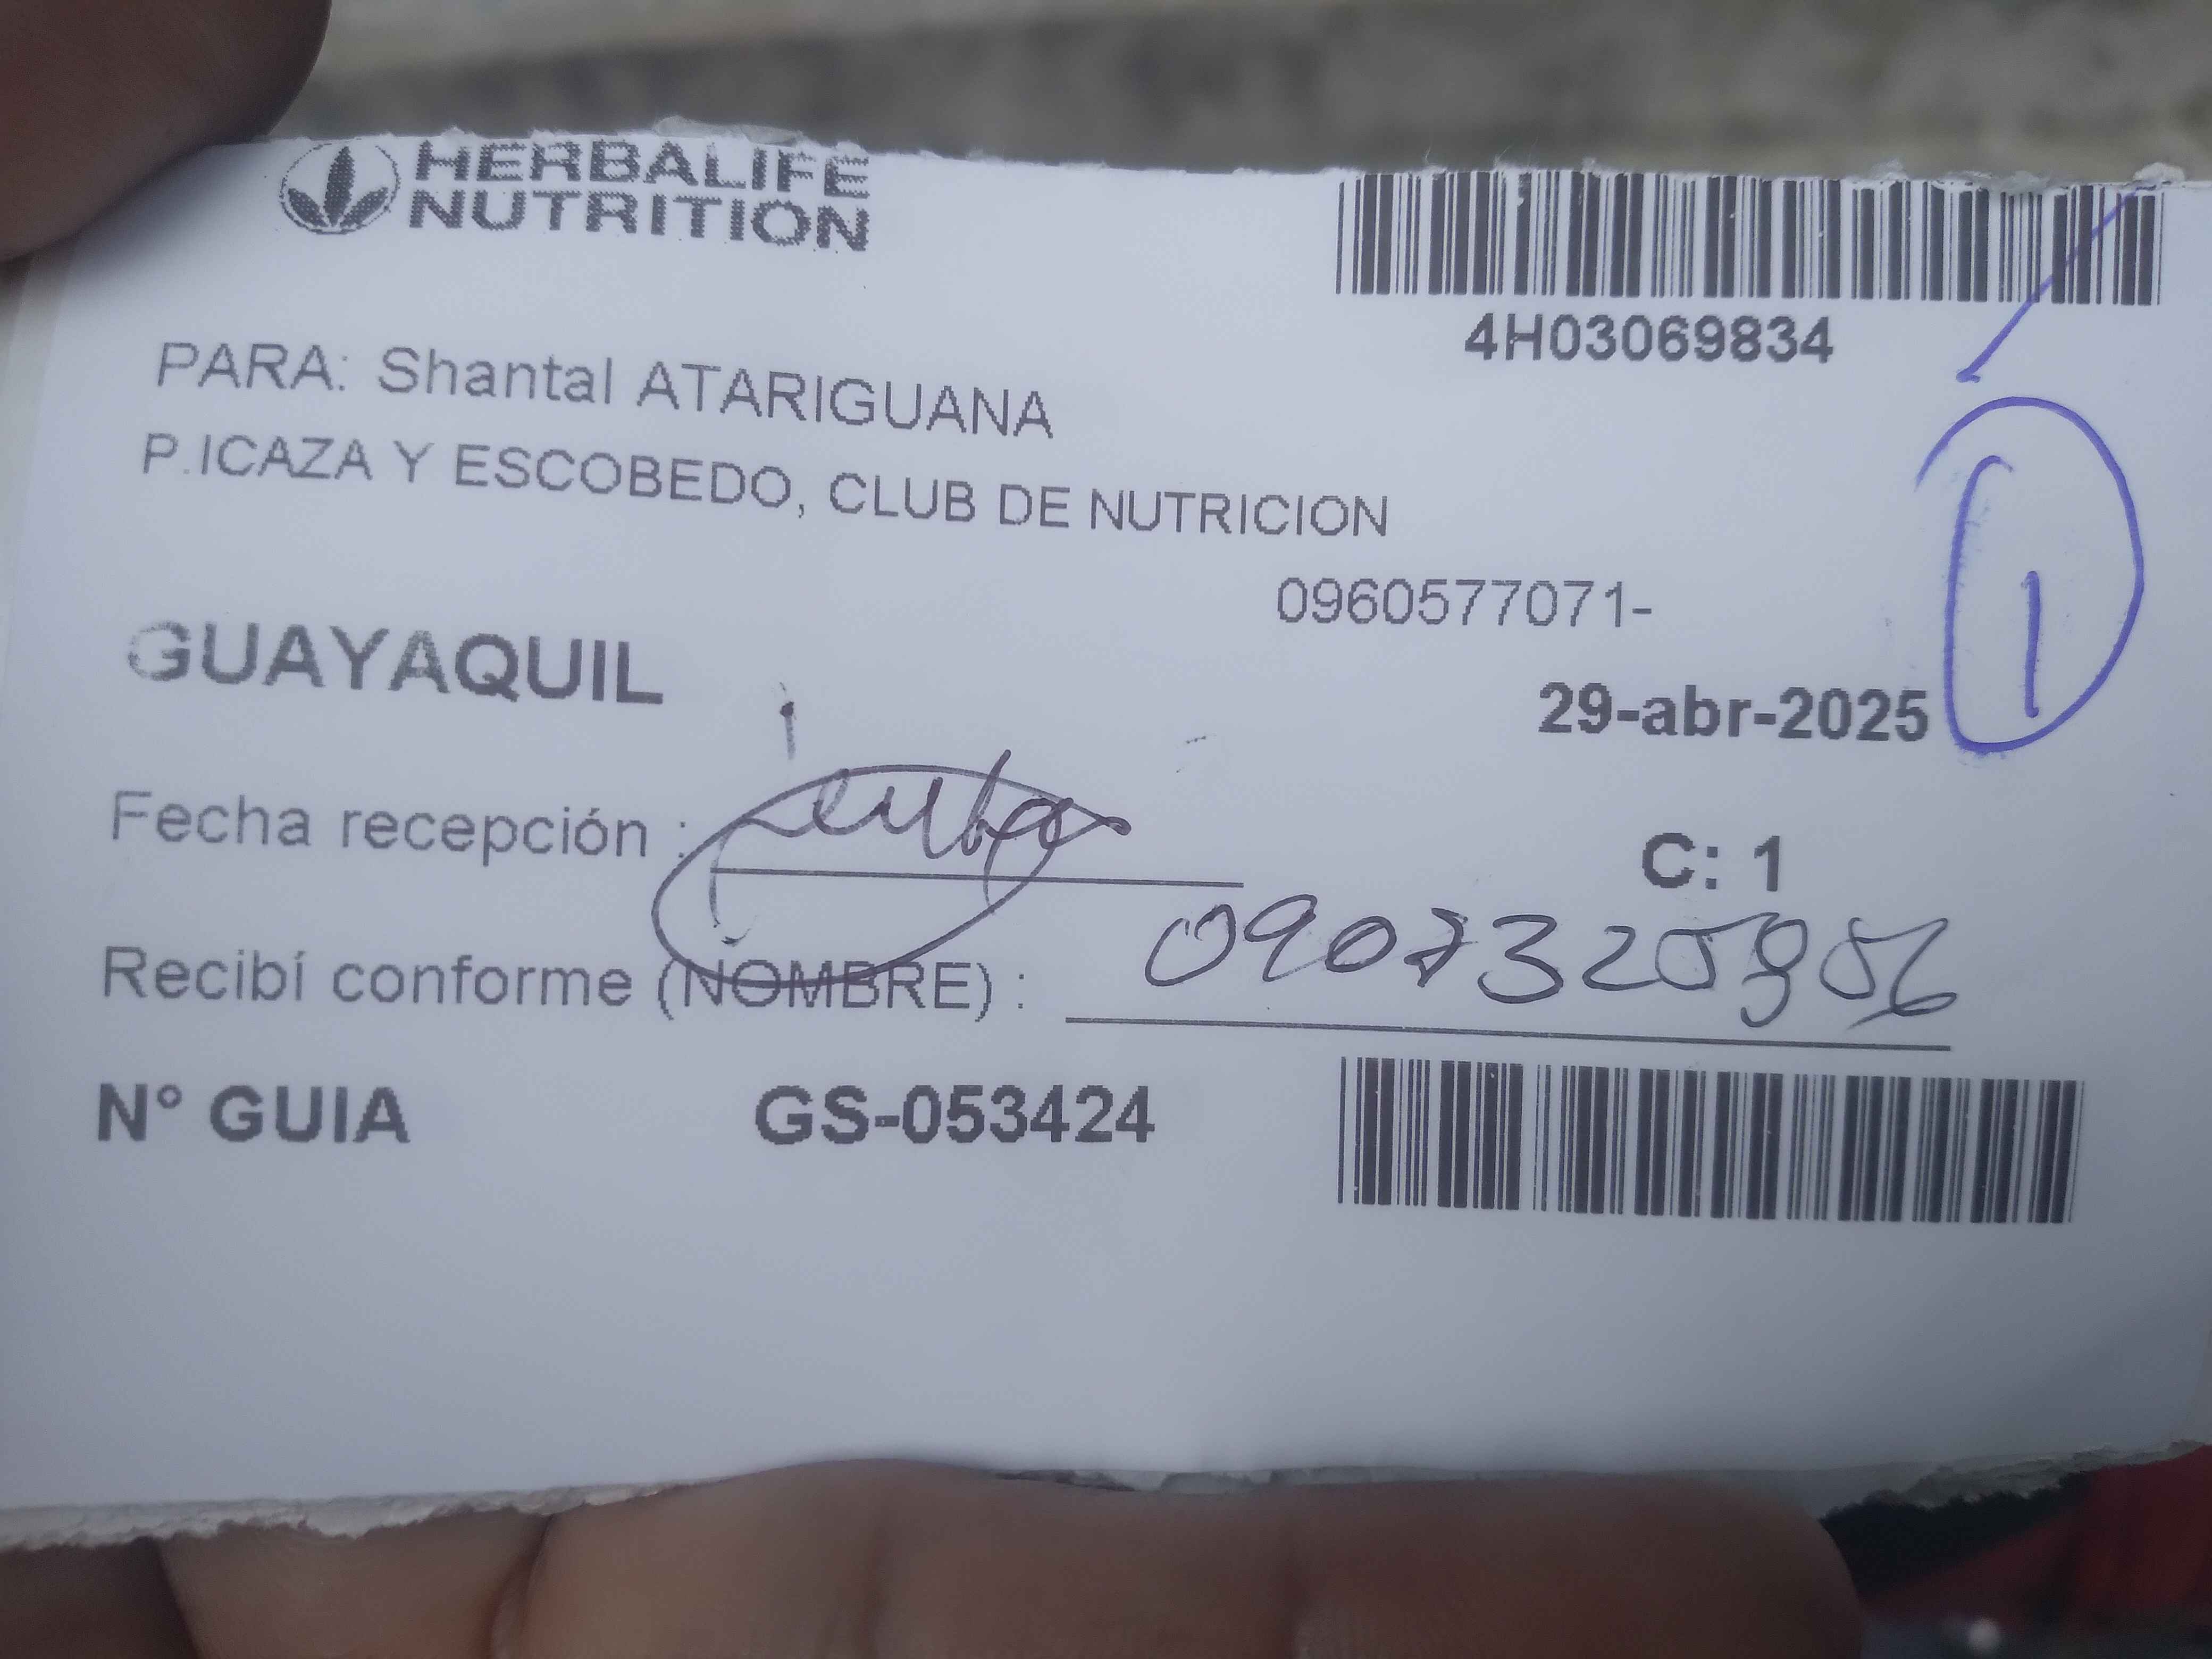 HERBALIFE
NUTRITION
4H03069834
PARA: Shantal ATARIGUANA
P.ICAZA Y ESCOBEDO, CLUB DE NUTRICION
0960577071-
GUAYAQUIL
29-abr-2025
1
Fecha recepción :
C: 1
Recibí conforme (NOMBRE) :
N° GUIA GS-053424